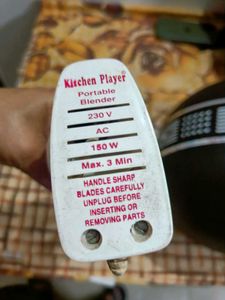 Kitchen Player®
Portable
Blender
230 V
AC
150 W
Max. 3 Min
HANDLE SHARP
BLADES CAREFULLY
UNPLUG BEFORE
INSERTING OR
REMOVING PARTS